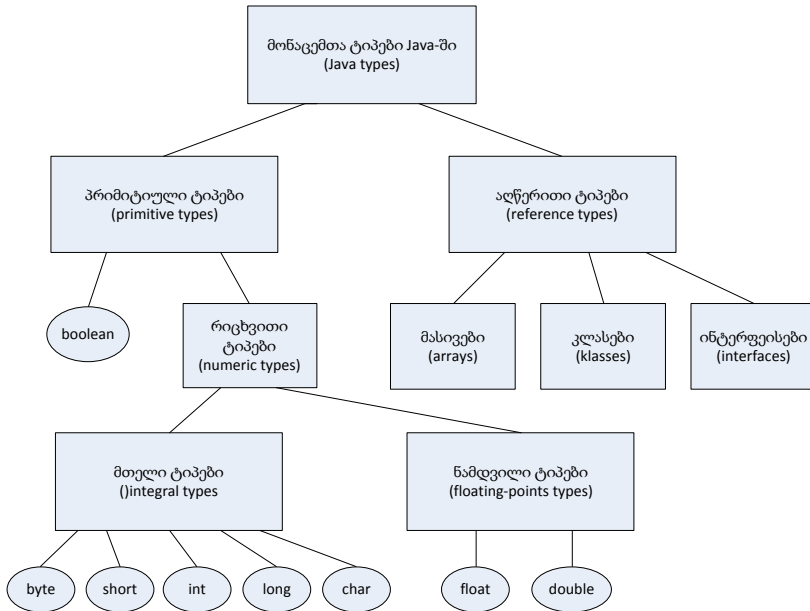 მონაცემთა ტიპები Java-ში
(Java types)
პრიმიტიული ტიპები
(primitive types)
აღწერითი ტიპები
(reference types)
boolean
რიცხვითი
ტიპები
(numeric types)
მასივები
(arrays)
კლასები
(klasses)
ინტერფეისები
(interfaces)
მთელი ტიპები
()integral types
ნამდვილი ტიპები
(floating-points types)
byte
short
int
long
char
float
double